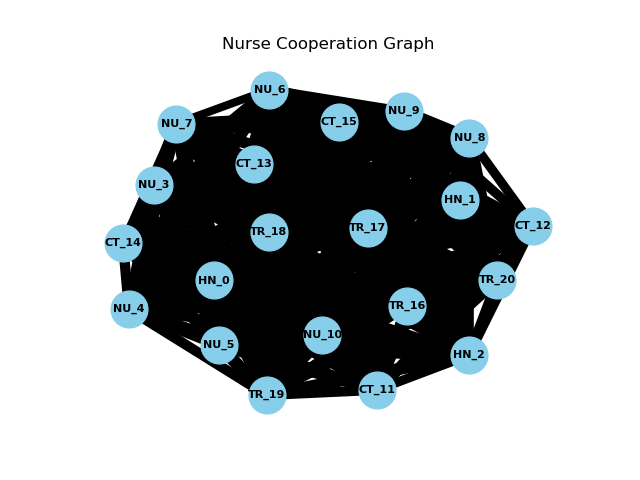 Nurse Cooperation Graph
NU_6
NU_9
CT_15
NU_7
NU_8
CT_13
NU_3
HN_1
CT_12
TR_17
TR_18
CT_14
HN_0
TR_20
TR_16
NU_4
NU_10
NU_5
HN_2
CT_11
TR_19